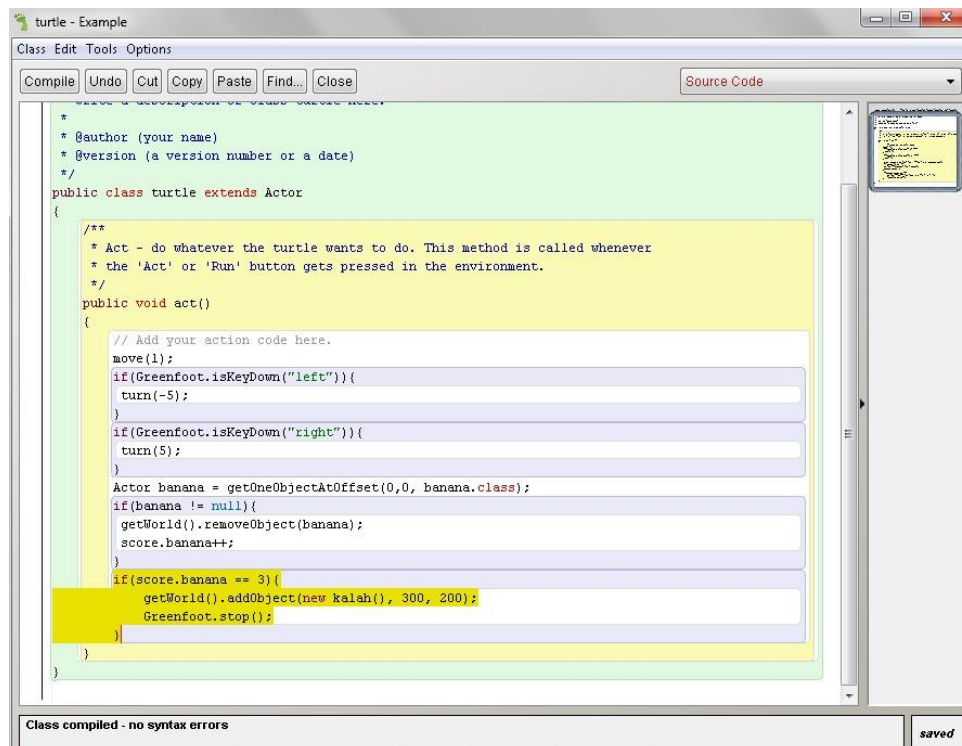 turtle - Example
Class Edit Tools Options
Compile Undo Cut Copy Paste Find... Close Source Code
*
* @author (your name)
* @version (a version number or a date)
*/
public class turtle extends Actor
{
/**
* Act - do whatever the turtle wants to do. This method is called whenever
* the 'Act' or 'Run' button gets pressed in the environment.
*/
public void act()
{
// Add your action code here.
move(1);
if(Greenfoot.isKeyDown("left")){
turn(-5);
}
if(Greenfoot.isKeyDown("right")){
turn(5);
}
Actor banana = getOneObjectAtOffset(0,0, banana.class);
if(banana != null){
getWorld().removeObject(banana);
score.banana++;
}
if(score.banana == 3){
getWorld().addObject(new kalah(), 300, 200);
Greenfoot.stop();
}
}
}
Class compiled - no syntax errors
saved